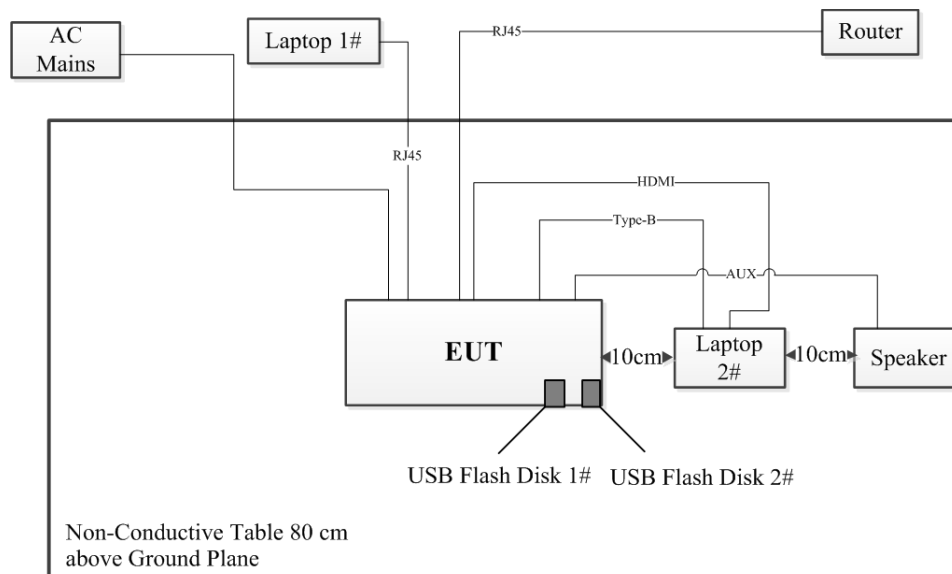 AC
Mains
Laptop 1#
RJ45
Router
RJ45
HDMI
Type-B
AUX
EUT
10cm
Laptop
2#
10cm
Speaker
USB Flash Disk 1#
USB Flash Disk 2#
Non-Conductive Table 80 cm
above Ground Plane